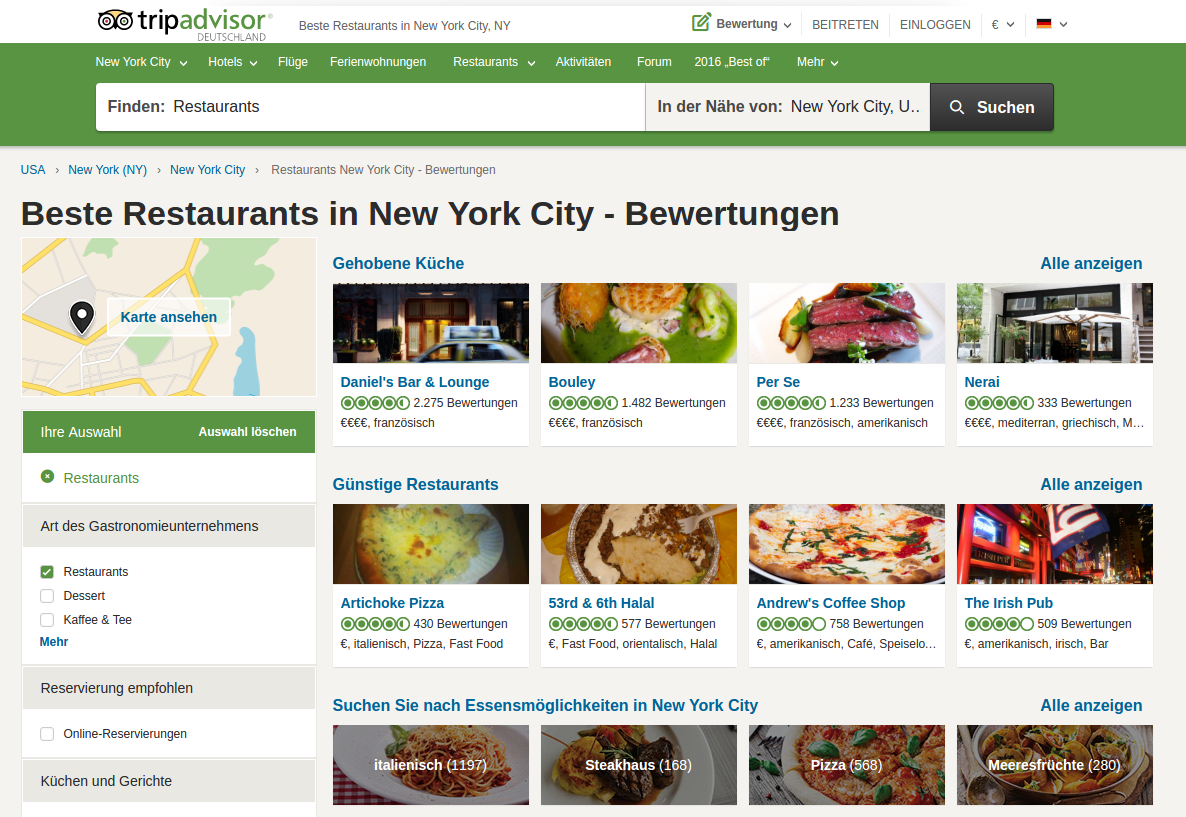 tripadvisor®
DEUTSCHLAND
Beste Restaurants in New York City, NY
Bewertung
BEITRETEN
EINLOGGEN
€
New York City
Hotels
Flüge
Ferienwohnungen
Restaurants
Aktivitäten
Forum
2016 „Best of“
Mehr
Finden: Restaurants
In der Nähe von: New York City, U..
Suchen
USA › New York (NY) › New York City › Restaurants New York City - Bewertungen
Beste Restaurants in New York City - Bewertungen
Karte ansehen
Ihre Auswahl
Auswahl löschen
Restaurants
Art des Gastronomieunternehmens
Restaurants
Dessert
Kaffee & Tee
Mehr
Reservierung empfohlen
Online-Reservierungen
Küchen und Gerichte
Gehobene Küche
Alle anzeigen
Daniel's Bar & Lounge
2.275 Bewertungen
€€€€, französisch
Bouley
1.482 Bewertungen
€€€€, französisch
Per Se
1.233 Bewertungen
€€€€, französisch, amerikanisch
Nerai
333 Bewertungen
€€€€, mediterran, griechisch, M…
Günstige Restaurants
Alle anzeigen
Artichoke Pizza
430 Bewertungen
€, italienisch, Pizza, Fast Food
53rd & 6th Halal
577 Bewertungen
€, Fast Food, orientalisch, Halal
Andrew's Coffee Shop
758 Bewertungen
€, amerikanisch, Café, Speiselo…
IRISH PUB
The Irish Pub
509 Bewertungen
€, amerikanisch, irisch, Bar
Suchen Sie nach Essensmöglichkeiten in New York City
Alle anzeigen
italienisch (1197)
Steakhaus (168)
Pizza (568)
Meeresfrüchte (280)